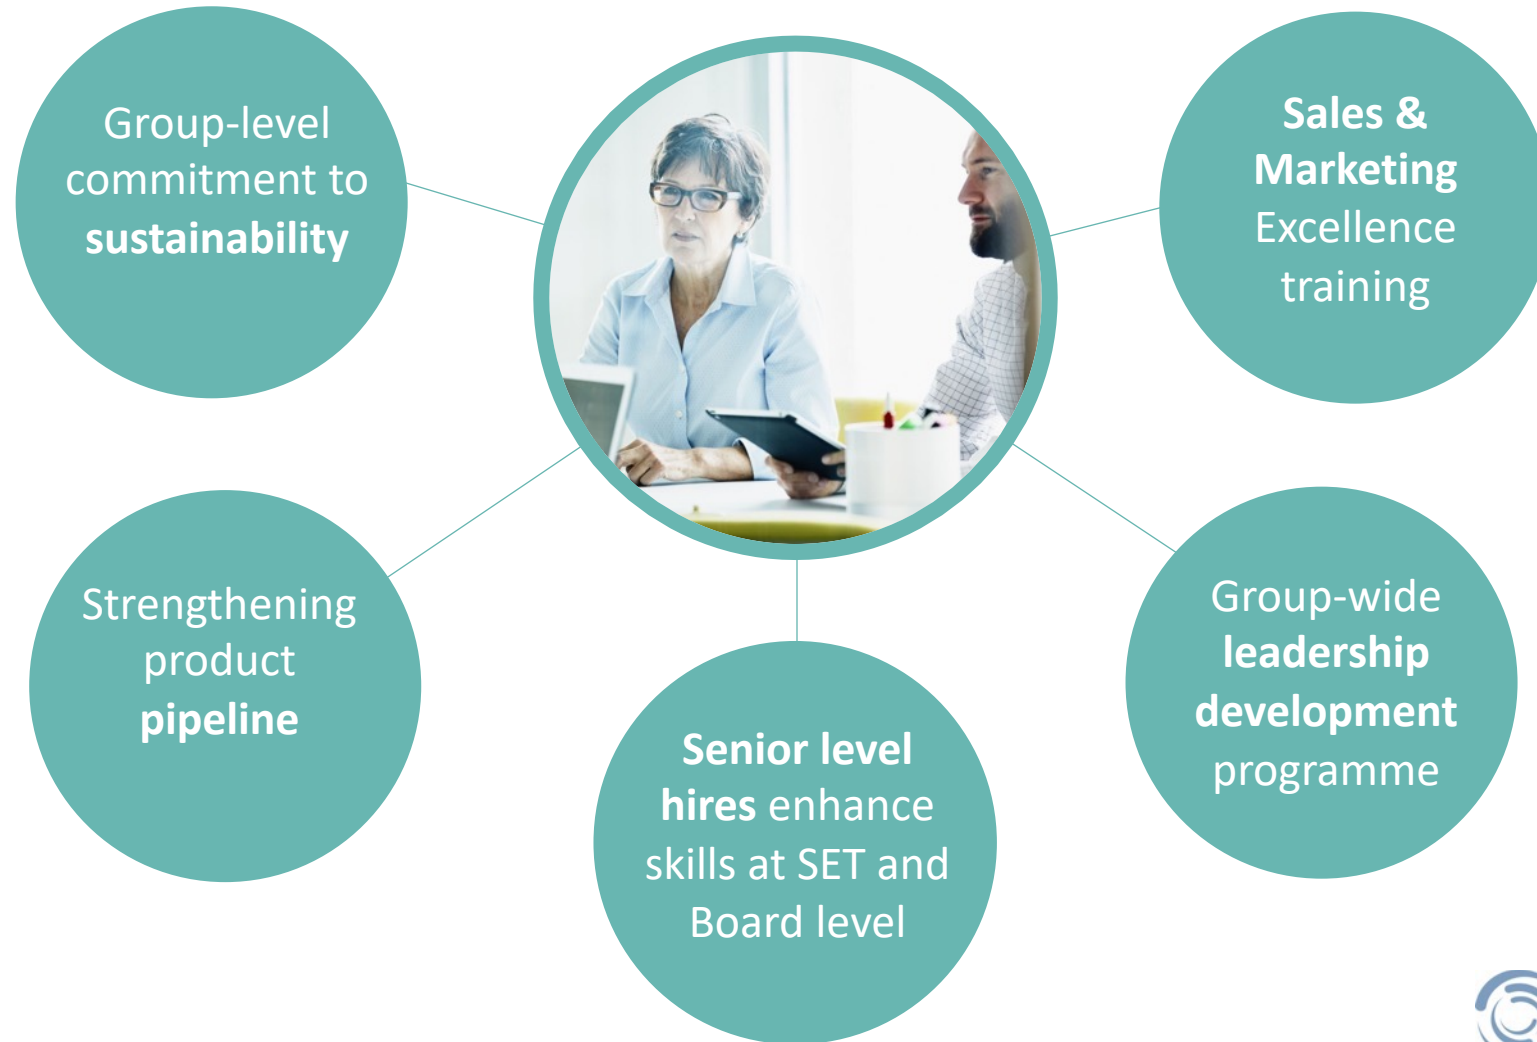 Group-level
commitment to
sustainability
Sales &
Marketing
Excellence
training
Strengthening
product
pipeline
Senior level
hires enhance
skills at SET and
Board level
Group-wide
leadership
development
programme